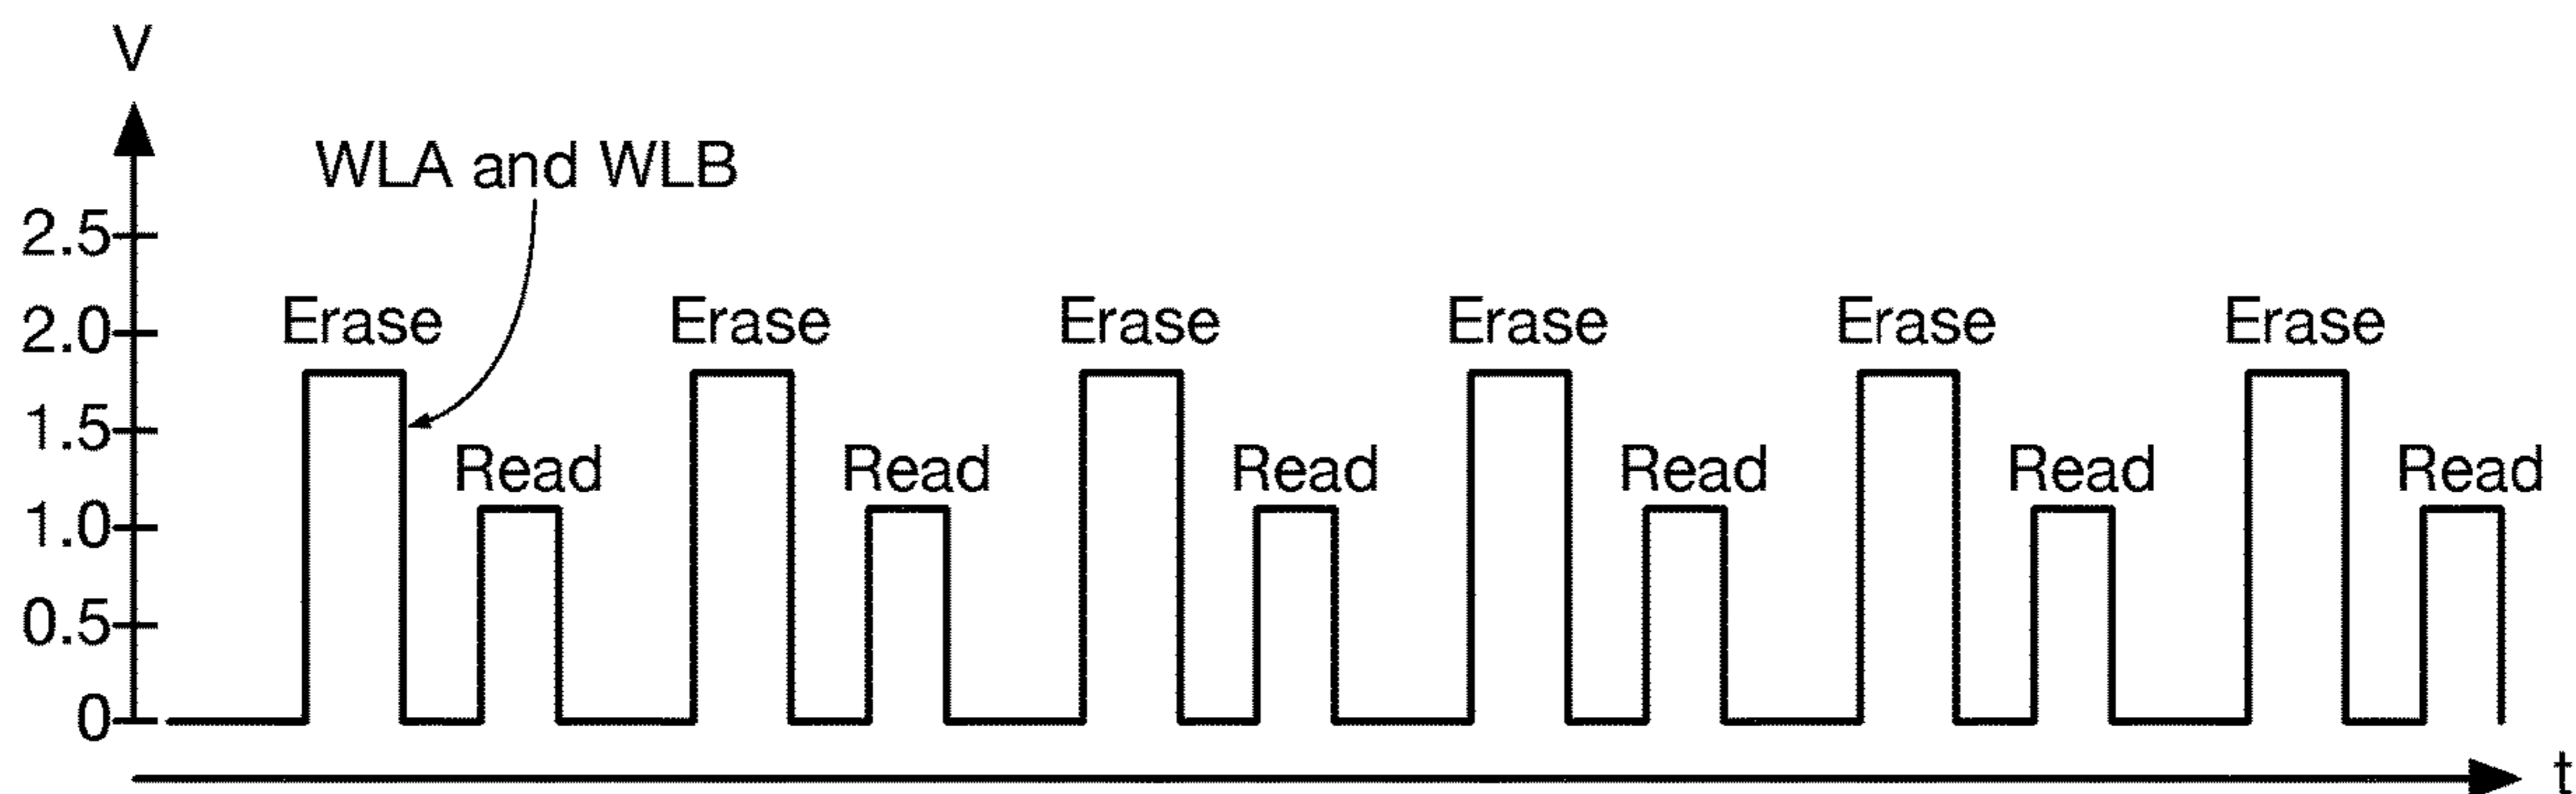 V
WLA and WLB
2.5
Erase Erase Erase Erase Erase Erase
2.0
1.5
Read Read Read Read Read Read
1.0
0.5
0
t